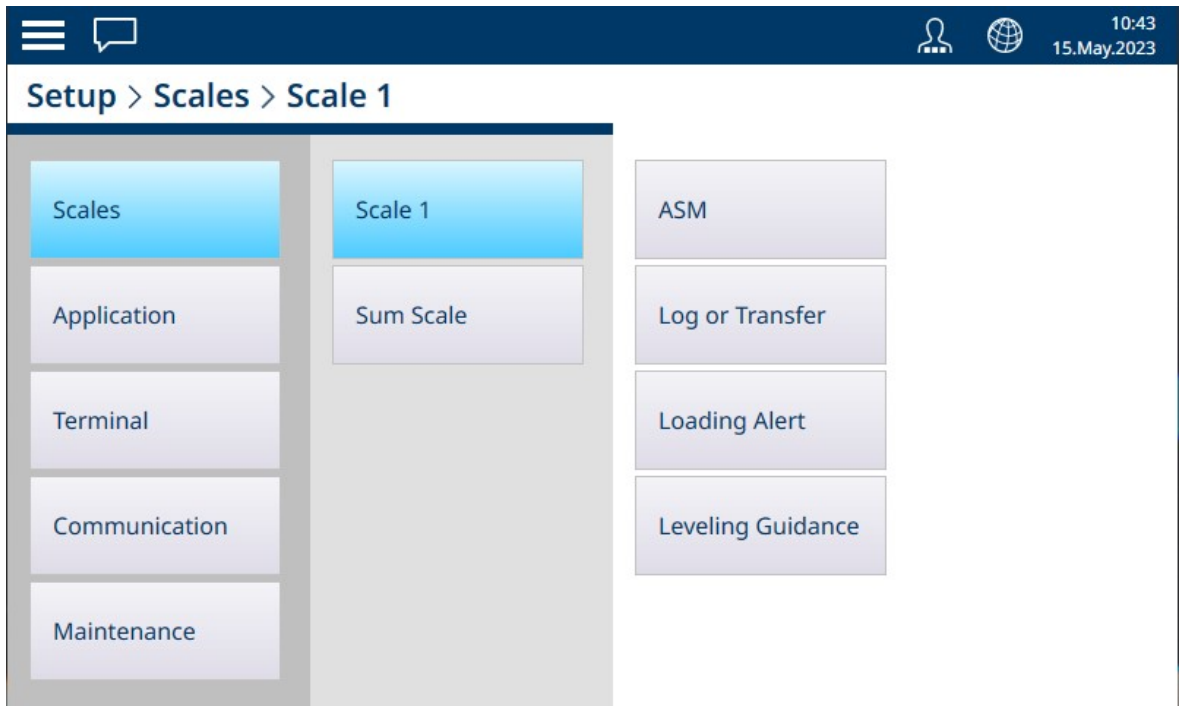 10:43
15.May.2023
Setup > Scales > Scale 1
Scales
Application
Terminal
Communication
Maintenance
Scale 1
Sum Scale
ASM
Log or Transfer
Loading Alert
Leveling Guidance